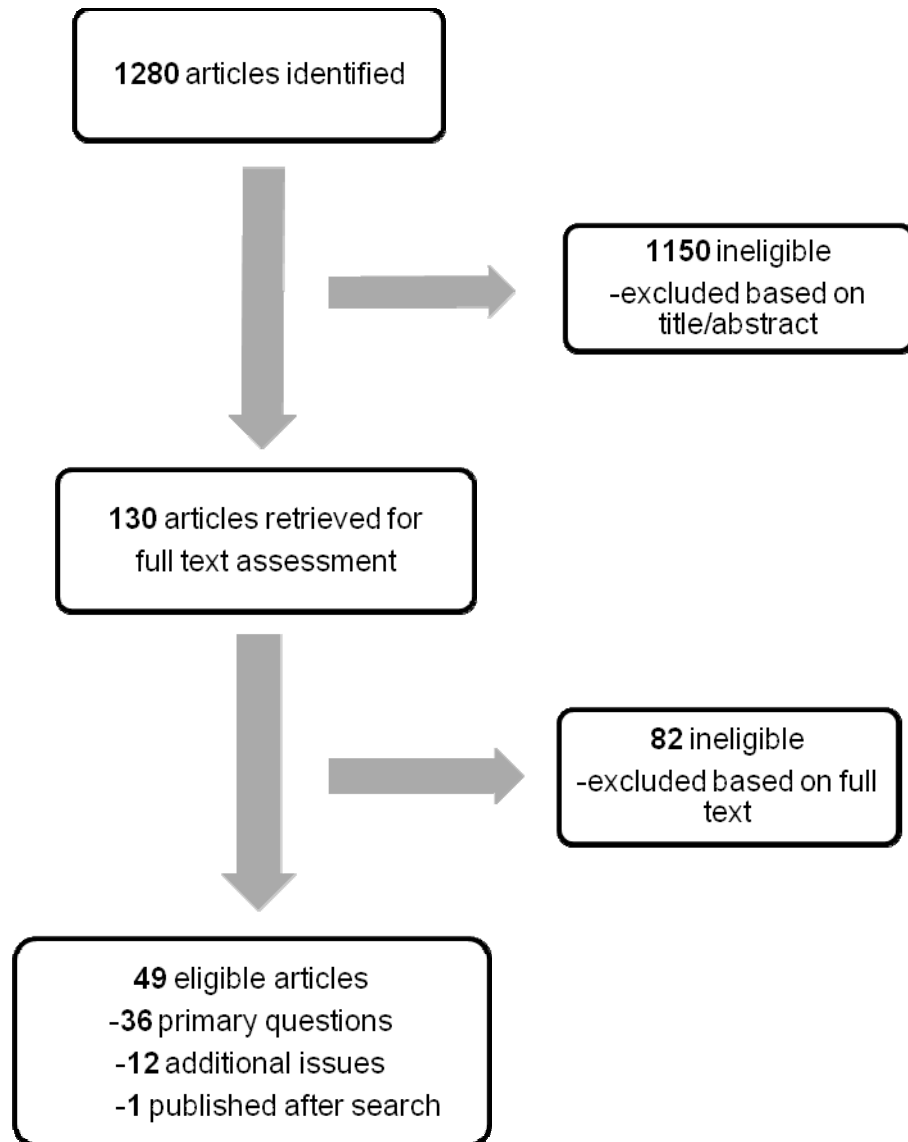 1280 articles identified
1150 ineligible
-excluded based on
title/abstract
130 articles retrieved for
full text assessment
82 ineligible
-excluded based on full
text
49 eligible articles
-36 primary questions
-12 additional issues
-1 published after search